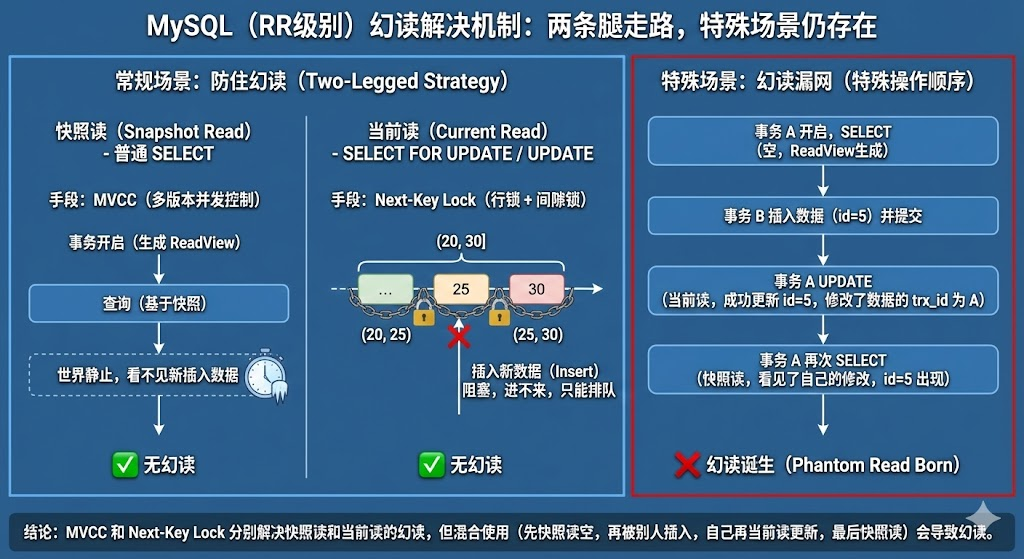 MySQL（RR级别）幻读解决机制：两条腿走路，特殊场景仍存在
常规场景：防住幻读（Two-Legged Strategy）
快照读（Snapshot Read）
- 普通 SELECT
手段：MVCC（多版本并发控制）
事务开启（生成 ReadView）
查询（基于快照）
世界静止，看不见新插入数据
无幻读
当前读（Current Read）
- SELECT FOR UPDATE / UPDATE
手段：Next-Key Lock（行锁 + 间隙锁）
(20, 30]
...
25
30
(20, 25)
(25, 30)
插入新数据（Insert）
阻塞，进不来，只能排队
无幻读
特殊场景：幻读漏网（特殊操作顺序）
事务 A 开启，SELECT
（空，ReadView生成）
事务 B 插入数据（id=5）并提交
事务 A UPDATE
（当前读，成功更新 id=5，修改了数据的 trx_id 为 A）
事务 A 再次 SELECT
（快照读，看见了自己的修改，id=5 出现）
幻读诞生（Phantom Read Born）
结论：MVCC 和 Next-Key Lock 分别解决快照读和当前读的幻读，但混合使用（先快照读空，再被别人插入，自己再当前读更新，最后快照读）会导致幻读。